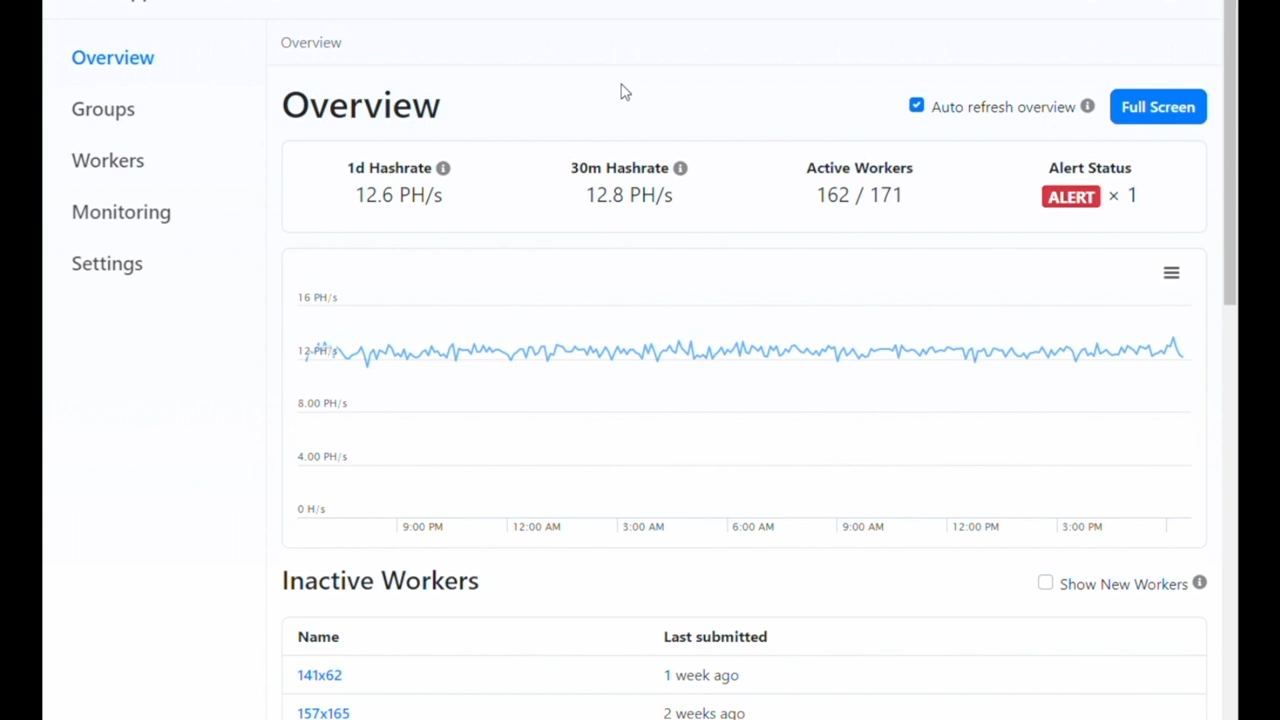 Overview
Groups
Workers
Monitoring
Settings
Overview
Overview
Auto refresh overview
Full Screen
1d Hashrate
12.6 PH/s
30m Hashrate
12.8 PH/s
Active Workers
162 / 171
Alert Status
ALERT × 1
16 PH/s
12 PH/s
8.00 PH/s
4.00 PH/s
0 H/s
9:00 PM
12:00 AM
3:00 AM
6:00 AM
9:00 AM
12:00 PM
3:00 PM
Inactive Workers
Show New Workers
Name
Last submitted
141x62
1 week ago
157x165
2 weeks ago